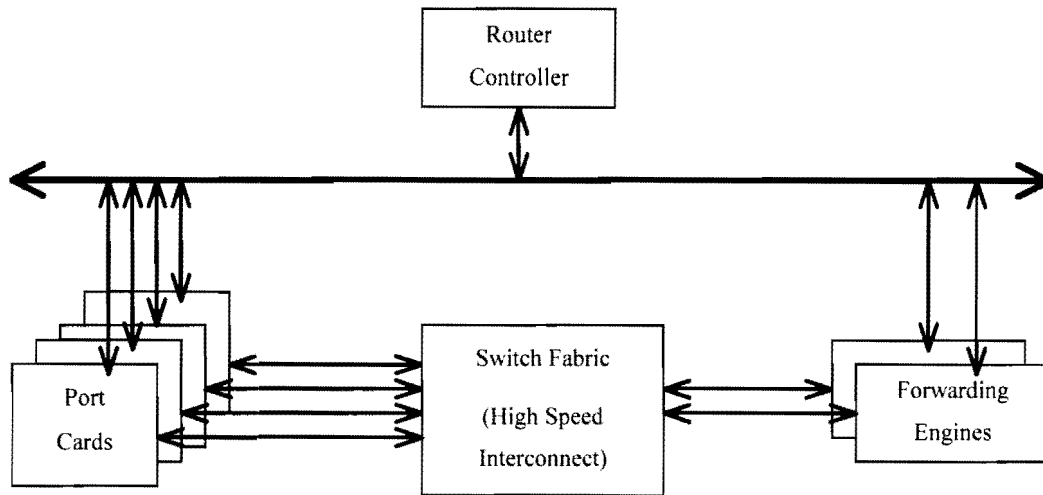 Router
Controller
Port
Cards
Switch Fabric
(High Speed
Interconnect)
Forwarding
Engines